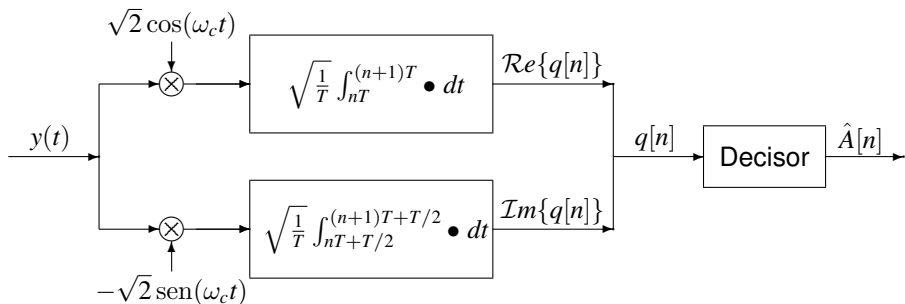 √2 cos(ω_c t)
√(1/T) ∫_{nT}^{(n+1)T} • dt
Re{q[n]}
y(t)
q[n]
Decisor
Â[n]
√(1/T) ∫_{nT+T/2}^{(n+1)T+T/2} • dt
Im{q[n]}
−√2 sen(ω_c t)